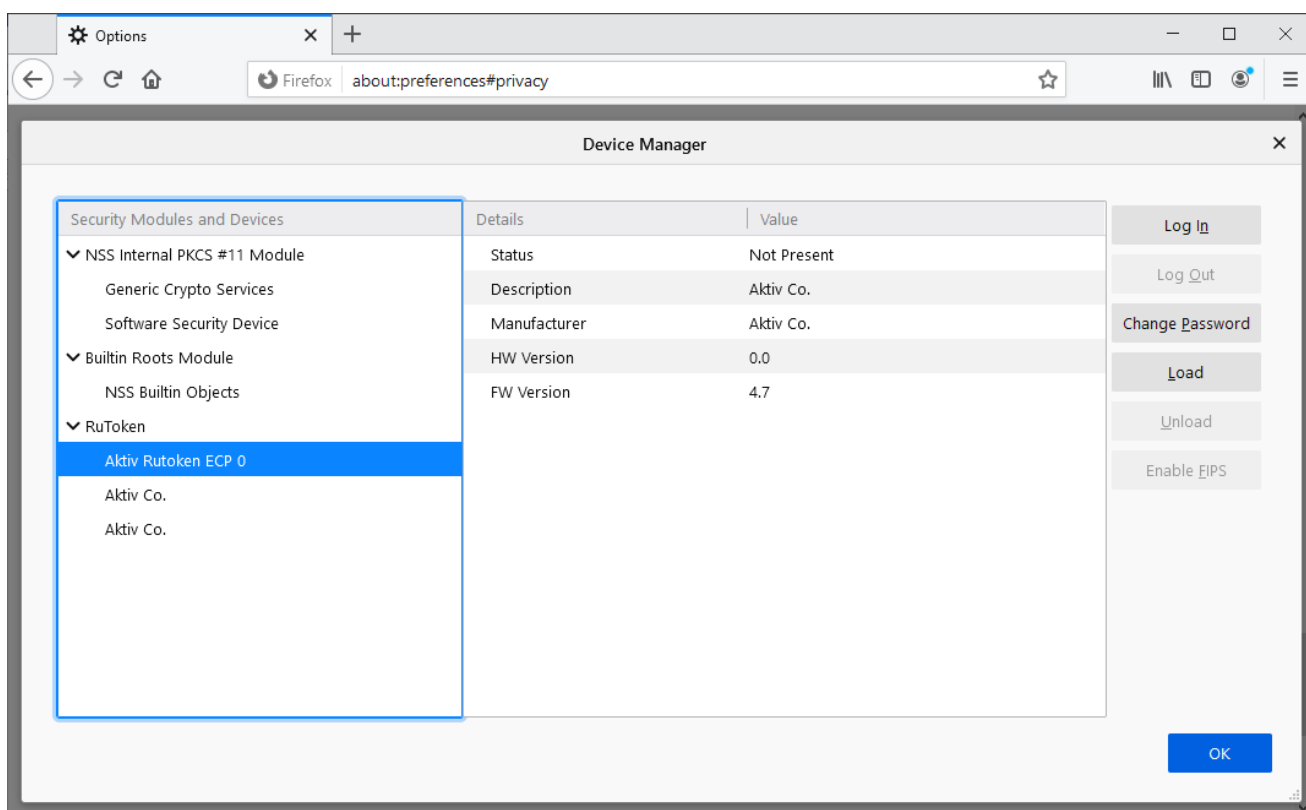 Options
Firefox about:preferences#privacy
Device Manager
Security Modules and Devices Details Value
NSS Internal PKCS #11 Module Status Not Present
Generic Crypto Services Description Aktiv Co.
Software Security Device Manufacturer Aktiv Co.
Builtin Roots Module HW Version 0.0
NSS Builtin Objects FW Version 4.7
RuToken
Aktiv Rutoken ECP 0
Aktiv Co.
Aktiv Co.
Log In
Log Out
Change Password
Load
Unload
Enable FIPS
OK